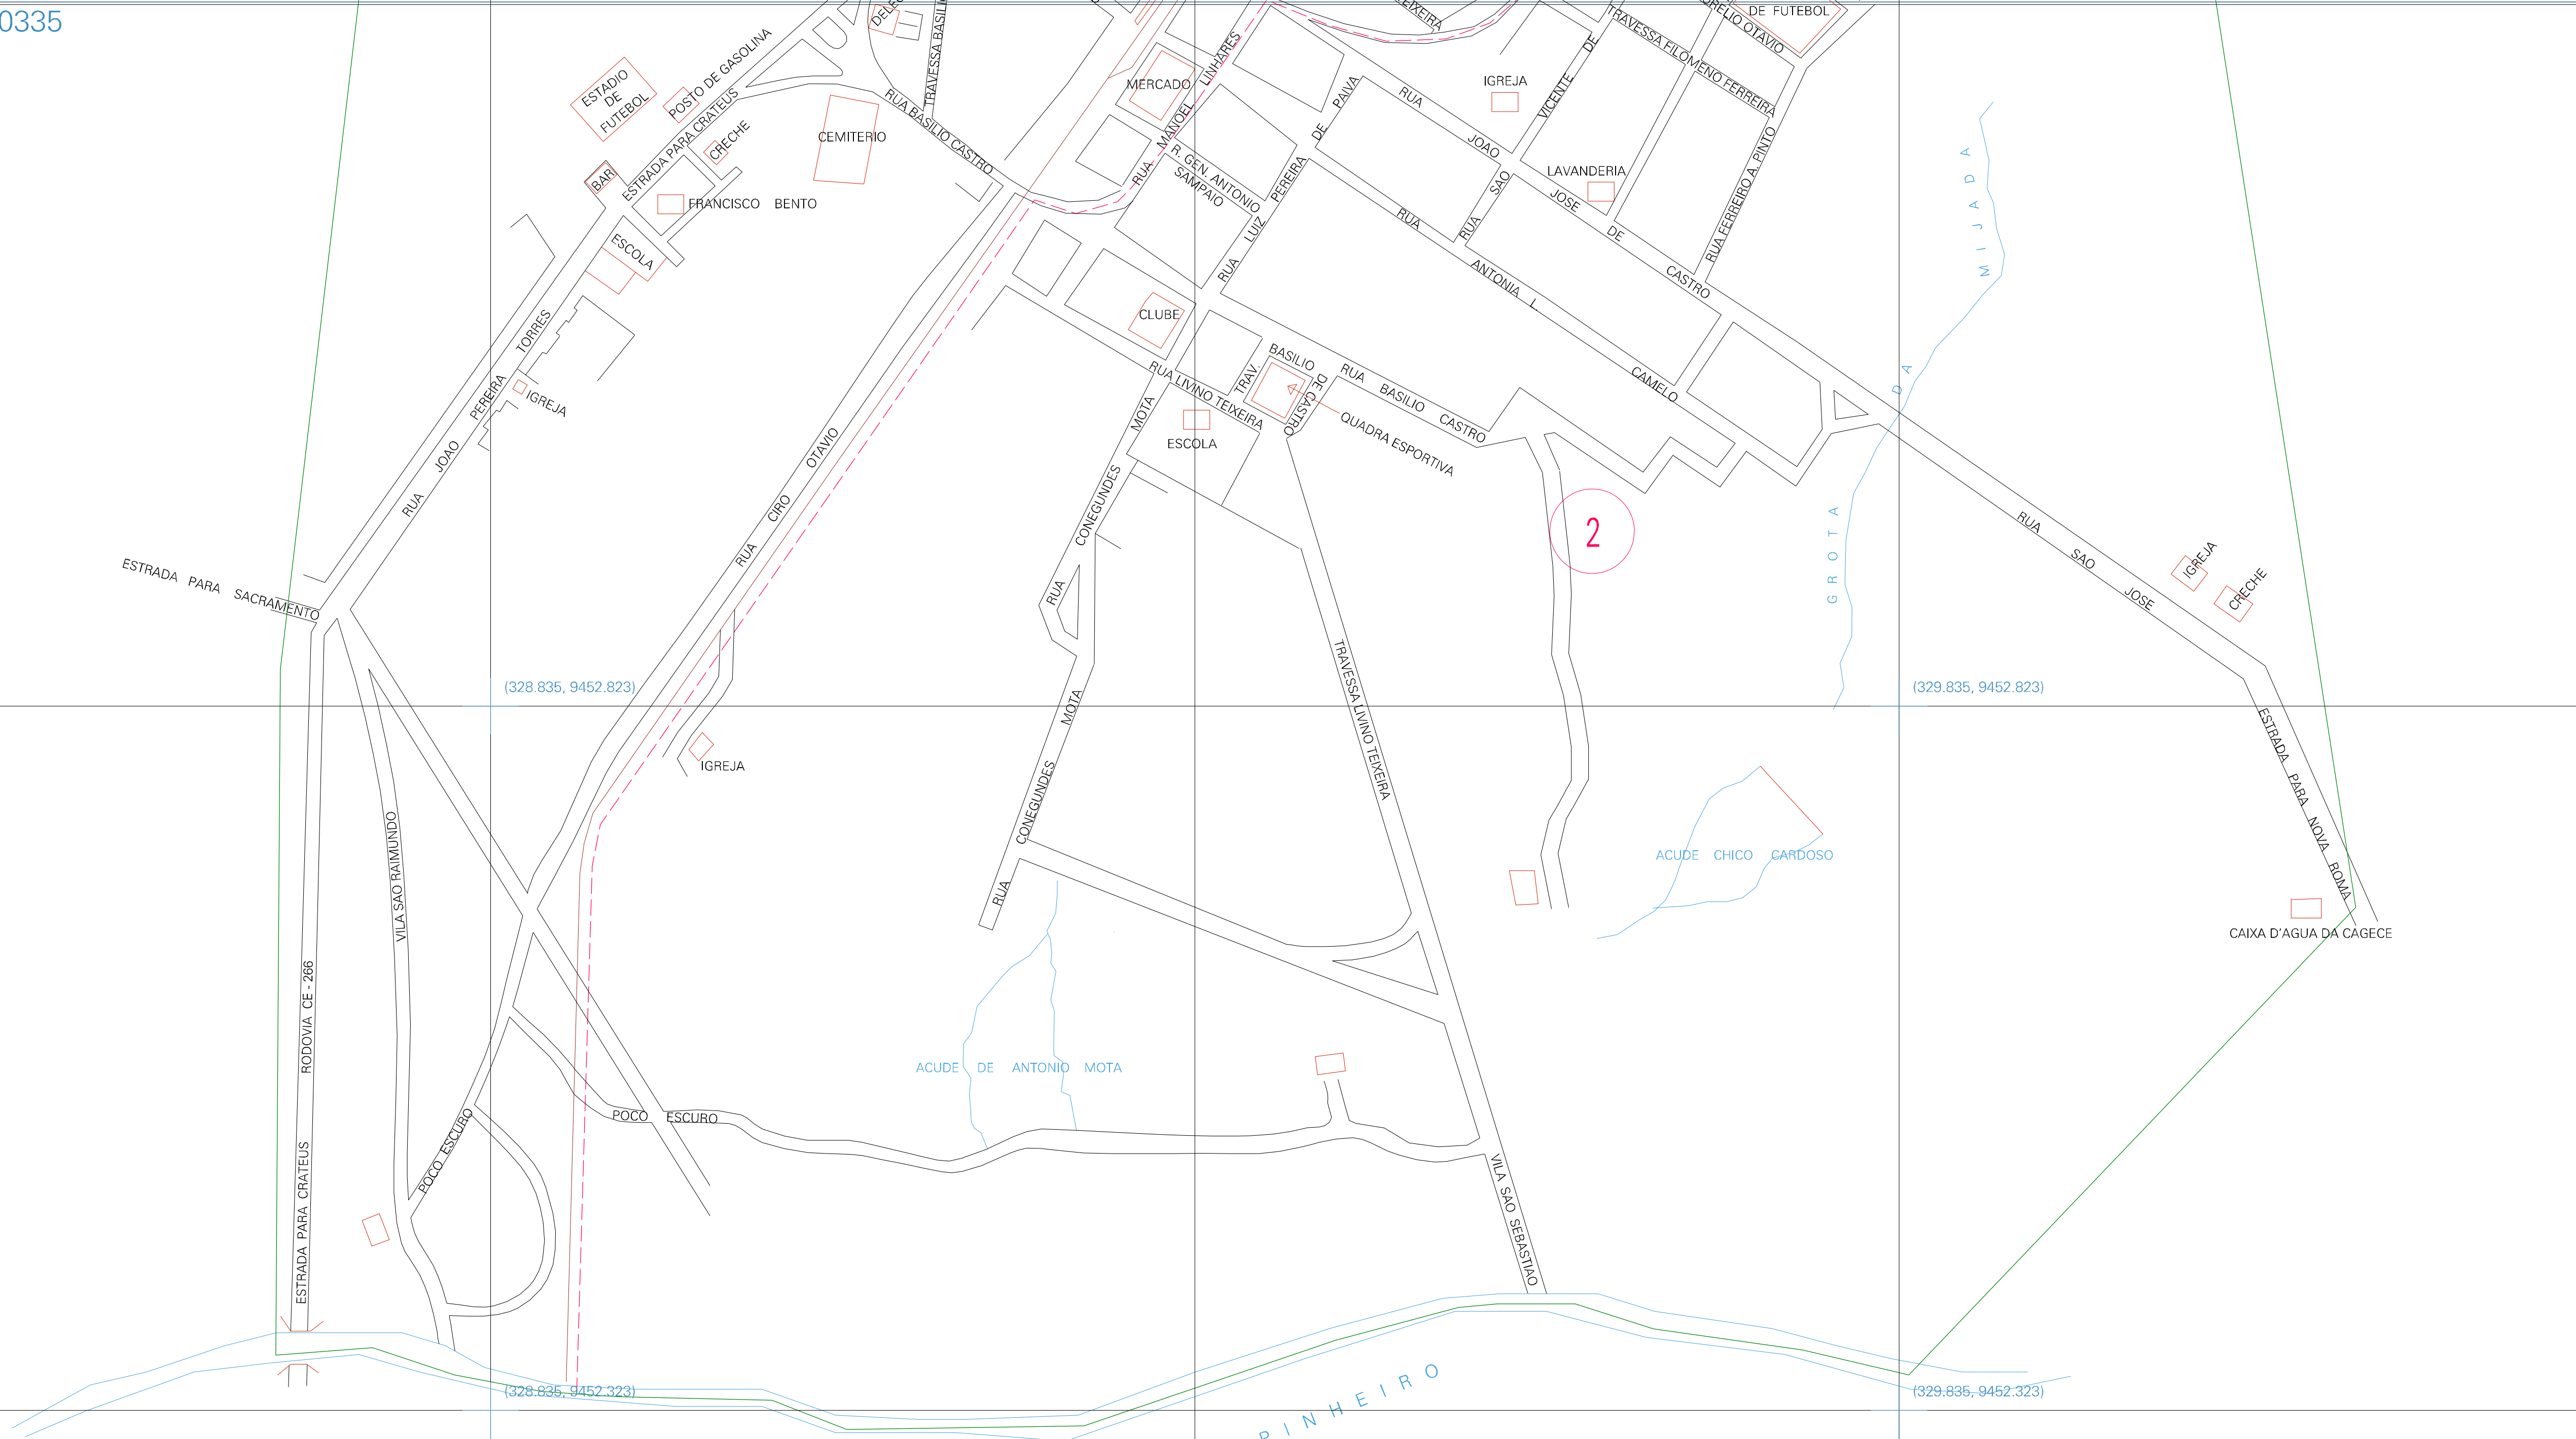 0335
ESTADIO
DE
FUTEBOL
POSTO DE GASOLINA
ESTRADA PARA CRATEUS
CRECHE
BAR
FRANCISCO BENTO
ESCOLA
CEMITERIO
RUA BASILIO CASTRO
TRAVESSA BASILIO
MERCADO
RUA MANOEL LINHARES
R. GEN. ANTONIO
SAMPAIO
TEIXEIRA
RUA LUIZ PEREIRA DE PAIVA
RUA JOAO
IGREJA
RUA SAO VICENTE DE
TRAVESSA FILOMENO FERREIRA
AURELIO OTAVIO
DE FUTEBOL
LAVANDERIA
JOSE DE CASTRO
RUA FERREIRO A. PINTO
RUA ANTONIA L. CAMELO
GROTA DA MIJADA
RUA JOAO PEREIRA TORRES
IGREJA
RUA CIRO OTAVIO
CLUBE
RUA LIVINO TEIXEIRA
TRAV. BASILIO DE CASTRO
RUA BASILIO CASTRO
QUADRA ESPORTIVA
ESCOLA
RUA CONEGUNDES MOTA
2
RUA SAO JOSE
IGREJA
CRECHE
ESTRADA PARA SACRAMENTO
(328.835, 9452.823)
(329.835, 9452.823)
IGREJA
RUA CONEGUNDES MOTA
TRAVESSA LIVINO TEIXEIRA
ESTRADA PARA NOVA ROMA
ACUDE CHICO CARDOSO
CAIXA D'AGUA DA CAGECE
VILA SAO RAIMUNDO
RODOVIA CE - 266
ESTRADA PARA CRATEUS
ACUDE DE ANTONIO MOTA
POCO ESCURO
POCO ESCURO
VILA SAO SEBASTIAO
(328.835, 9452.323)
(329.835, 9452.323)
PINHEIRO